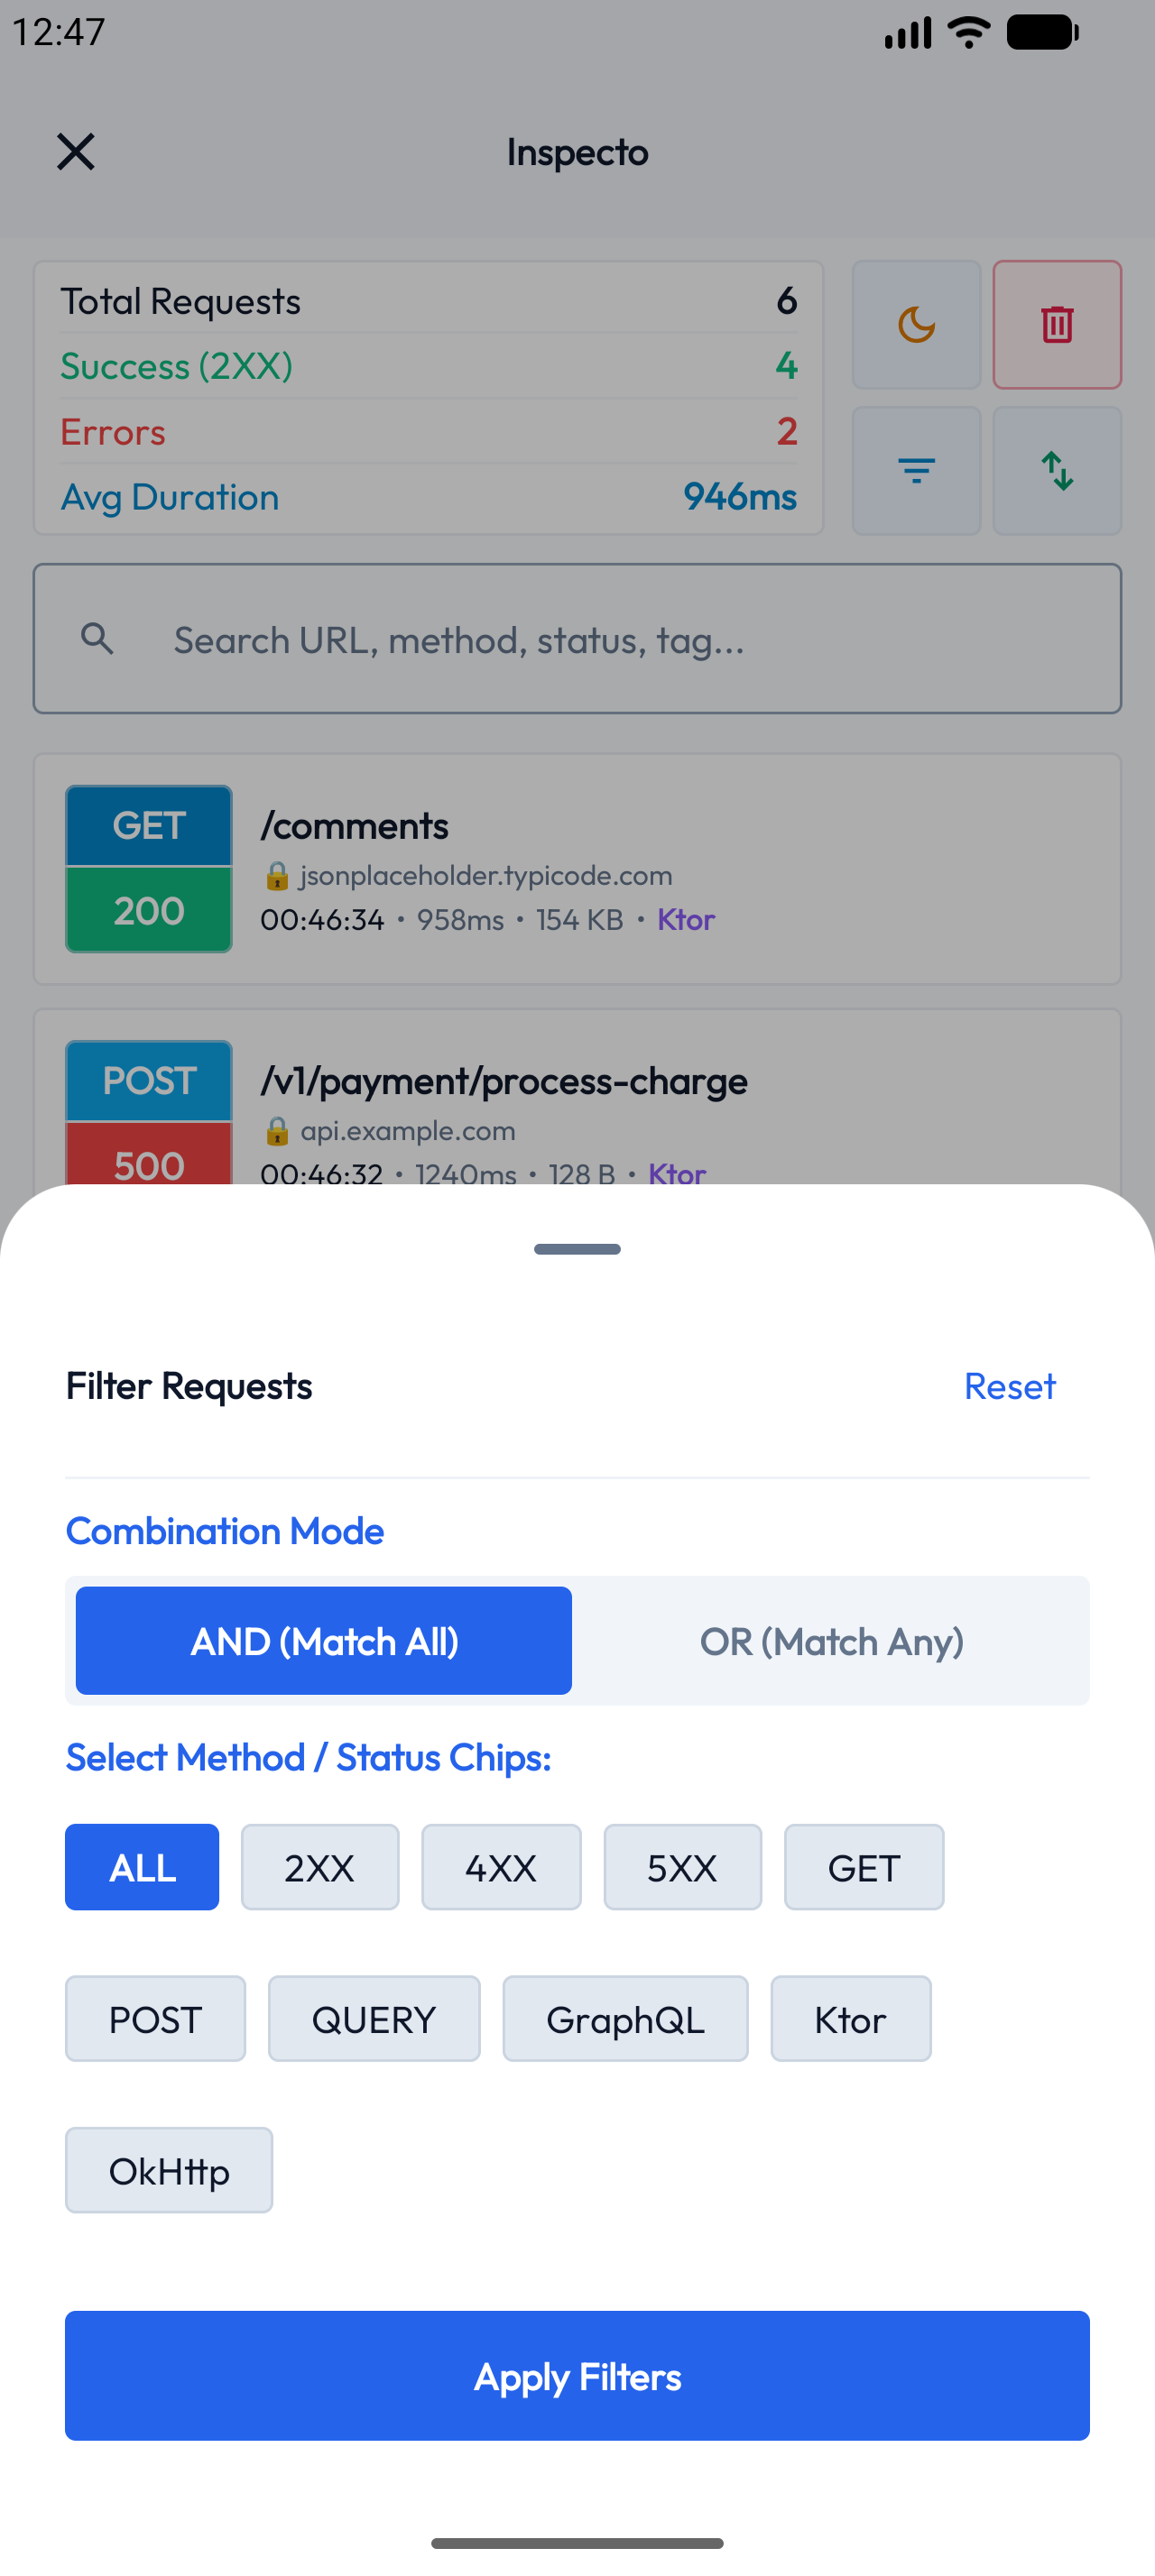 12:47
Inspecto
Total Requests 6
Success (2XX) 4
Errors 2
Avg Duration 946ms
Search URL, method, status, tag...
GET
200
/comments
jsonplaceholder.typicode.com
00:46:34 • 958ms • 154 KB • Ktor
POST
500
/v1/payment/process-charge
api.example.com
00:46:32 • 1240ms • 128 B • Ktor
Filter Requests Reset
Combination Mode
AND (Match All) OR (Match Any)
Select Method / Status Chips:
ALL 2XX 4XX 5XX GET
POST QUERY GraphQL Ktor
OkHttp
Apply Filters